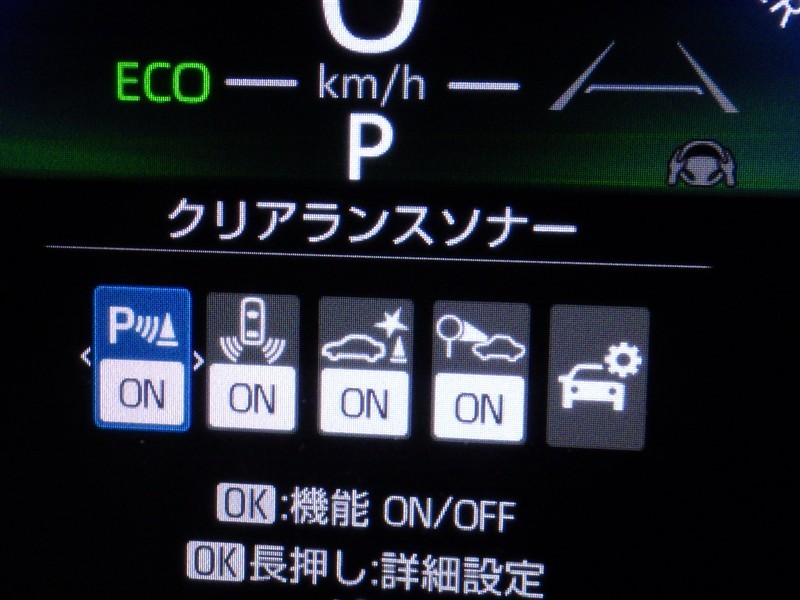 0
ECO km/h
P
クリアランスソナー
P
ON ON ON ON
OK:機能 ON/OFF
OK長押し:詳細設定